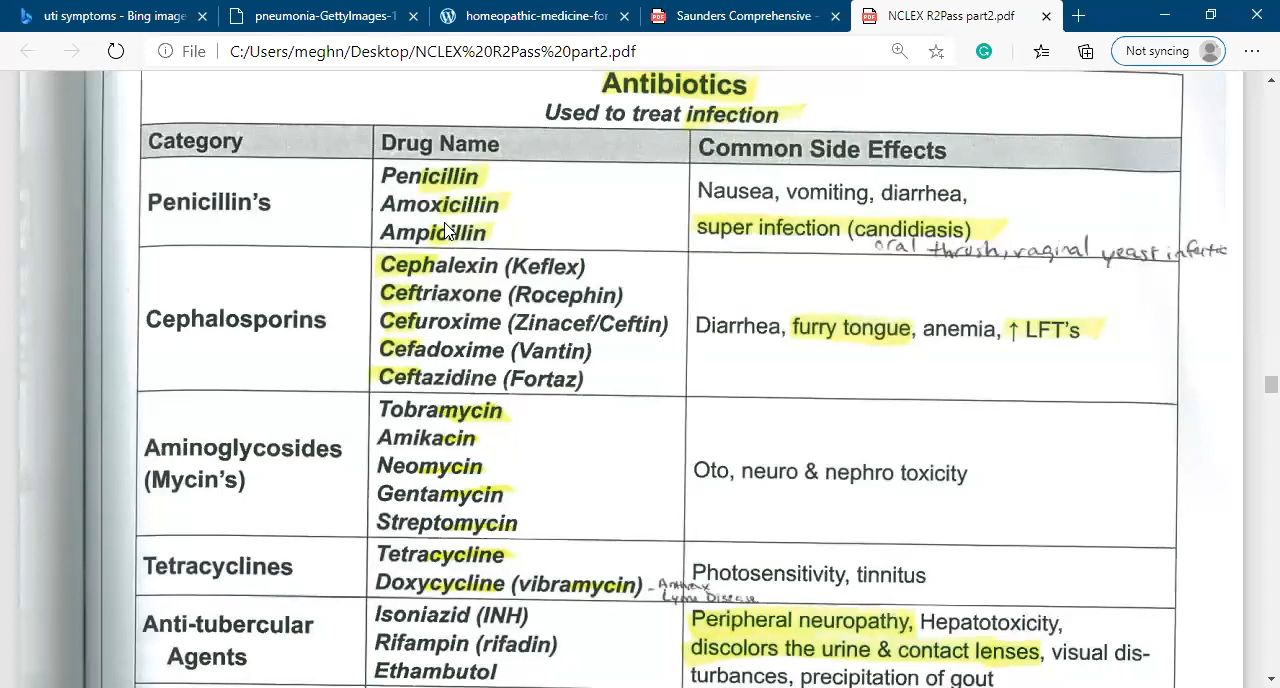 uti symptoms - Bing image
pneumonia-GettyImages-1
homeopathic-medicine-for
Saunders Comprehensive -
NCLEX R2Pass part2.pdf
File
C:/Users/meghn/Desktop/NCLEX%20R2Pass%20part2.pdf
Not syncing
Antibiotics
Used to treat infection
Category Drug Name Common Side Effects
Penicillin's
Penicillin
Amoxicillin
Ampicillin
Nausea, vomiting, diarrhea,
super infection (candidiasis)
oral thrush, vaginal yeast infectio
Cephalosporins
Cephalexin (Keflex)
Ceftriaxone (Rocephin)
Cefuroxime (Zinacef/Ceftin)
Cefadoxime (Vantin)
Ceftazidine (Fortaz)
Diarrhea, furry tongue, anemia, ↑ LFT's
Aminoglycosides
(Mycin's)
Tobramycin
Amikacin
Neomycin
Gentamycin
Streptomycin
Oto, neuro & nephro toxicity
Tetracyclines
Tetracycline
Doxycycline (vibramycin) - Anthrax
Lyme Disease
Photosensitivity, tinnitus
Anti-tubercular
Agents
Isoniazid (INH)
Rifampin (rifadin)
Ethambutol
Peripheral neuropathy, Hepatotoxicity,
discolors the urine & contact lenses, visual dis-
turbances, precipitation of gout